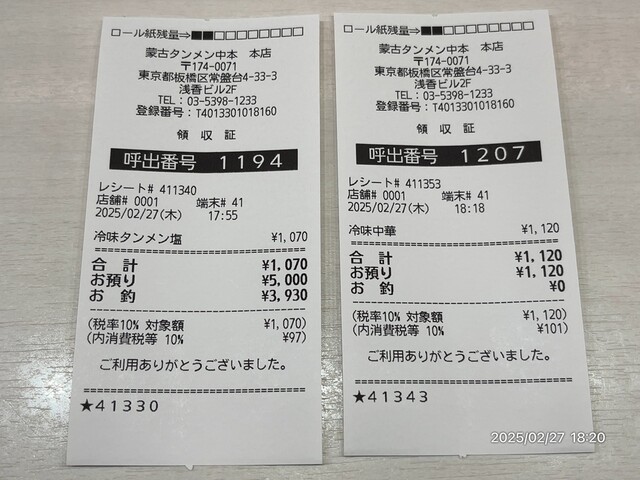 ロール紙残量⇒■■□□□□□□□□
蒙古タンメン中本 本店
〒174-0071
東京都板橋区常盤台4-33-3
浅香ビル2F
TEL：03-5398-1233
登録番号：T4013301018160
領 収 証
呼出番号 1194
レシート# 411340
店舗# 0001 端末# 41
2025/02/27(木) 17:55
冷味タンメン塩 ¥1,070
合 計 ¥1,070
お預り ¥5,000
お 釣 ¥3,930
(税率10% 対象額 ¥1,070)
(内消費税等 10% ¥97)
ご利用ありがとうございました。
★41330
ロール紙残量⇒■■□□□□□□□□
蒙古タンメン中本 本店
〒174-0071
東京都板橋区常盤台4-33-3
浅香ビル2F
TEL：03-5398-1233
登録番号：T4013301018160
領 収 証
呼出番号 1207
レシート# 411353
店舗# 0001 端末# 41
2025/02/27(木) 18:18
冷味中華 ¥1,120
合 計 ¥1,120
お預り ¥1,120
お 釣 ¥0
(税率10% 対象額 ¥1,120)
(内消費税等 10% ¥101)
ご利用ありがとうございました。
★41343
2025/02/27 18:20